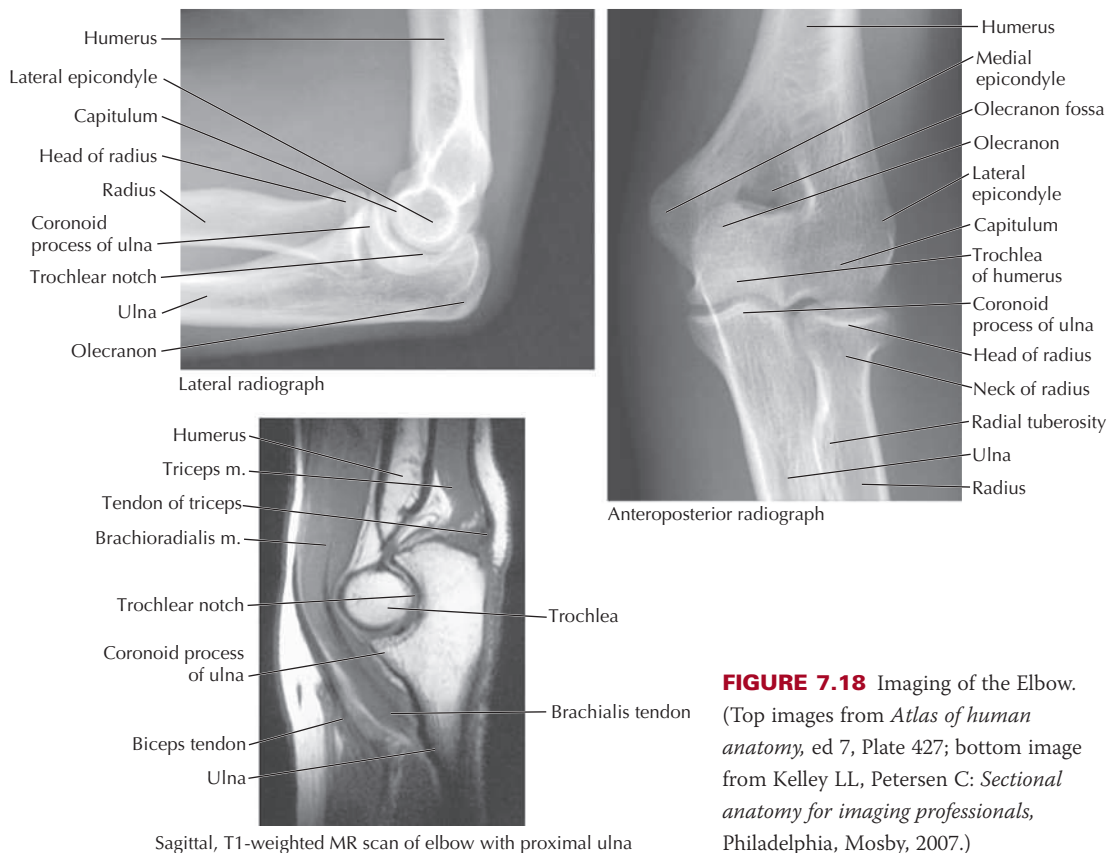 Humerus
Lateral epicondyle
Capitulum
Head of radius
Radius
Coronoid
process of ulna
Trochlear notch
Ulna
Olecranon
Lateral radiograph
Humerus
Medial
epicondyle
Olecranon fossa
Olecranon
Lateral
epicondyle
Capitulum
Trochlea
of humerus
Coronoid
process of ulna
Head of radius
Neck of radius
Radial tuberosity
Ulna
Radius
Anteroposterior radiograph
Humerus
Triceps m.
Tendon of triceps
Brachioradialis m.
Trochlear notch
Coronoid process
of ulna
Biceps tendon
Ulna
Trochlea
Brachialis tendon
Sagittal, T1-weighted MR scan of elbow with proximal ulna
FIGURE 7.18 Imaging of the Elbow.
(Top images from Atlas of human
anatomy, ed 7, Plate 427; bottom image
from Kelley LL, Petersen C: Sectional
anatomy for imaging professionals,
Philadelphia, Mosby, 2007.)